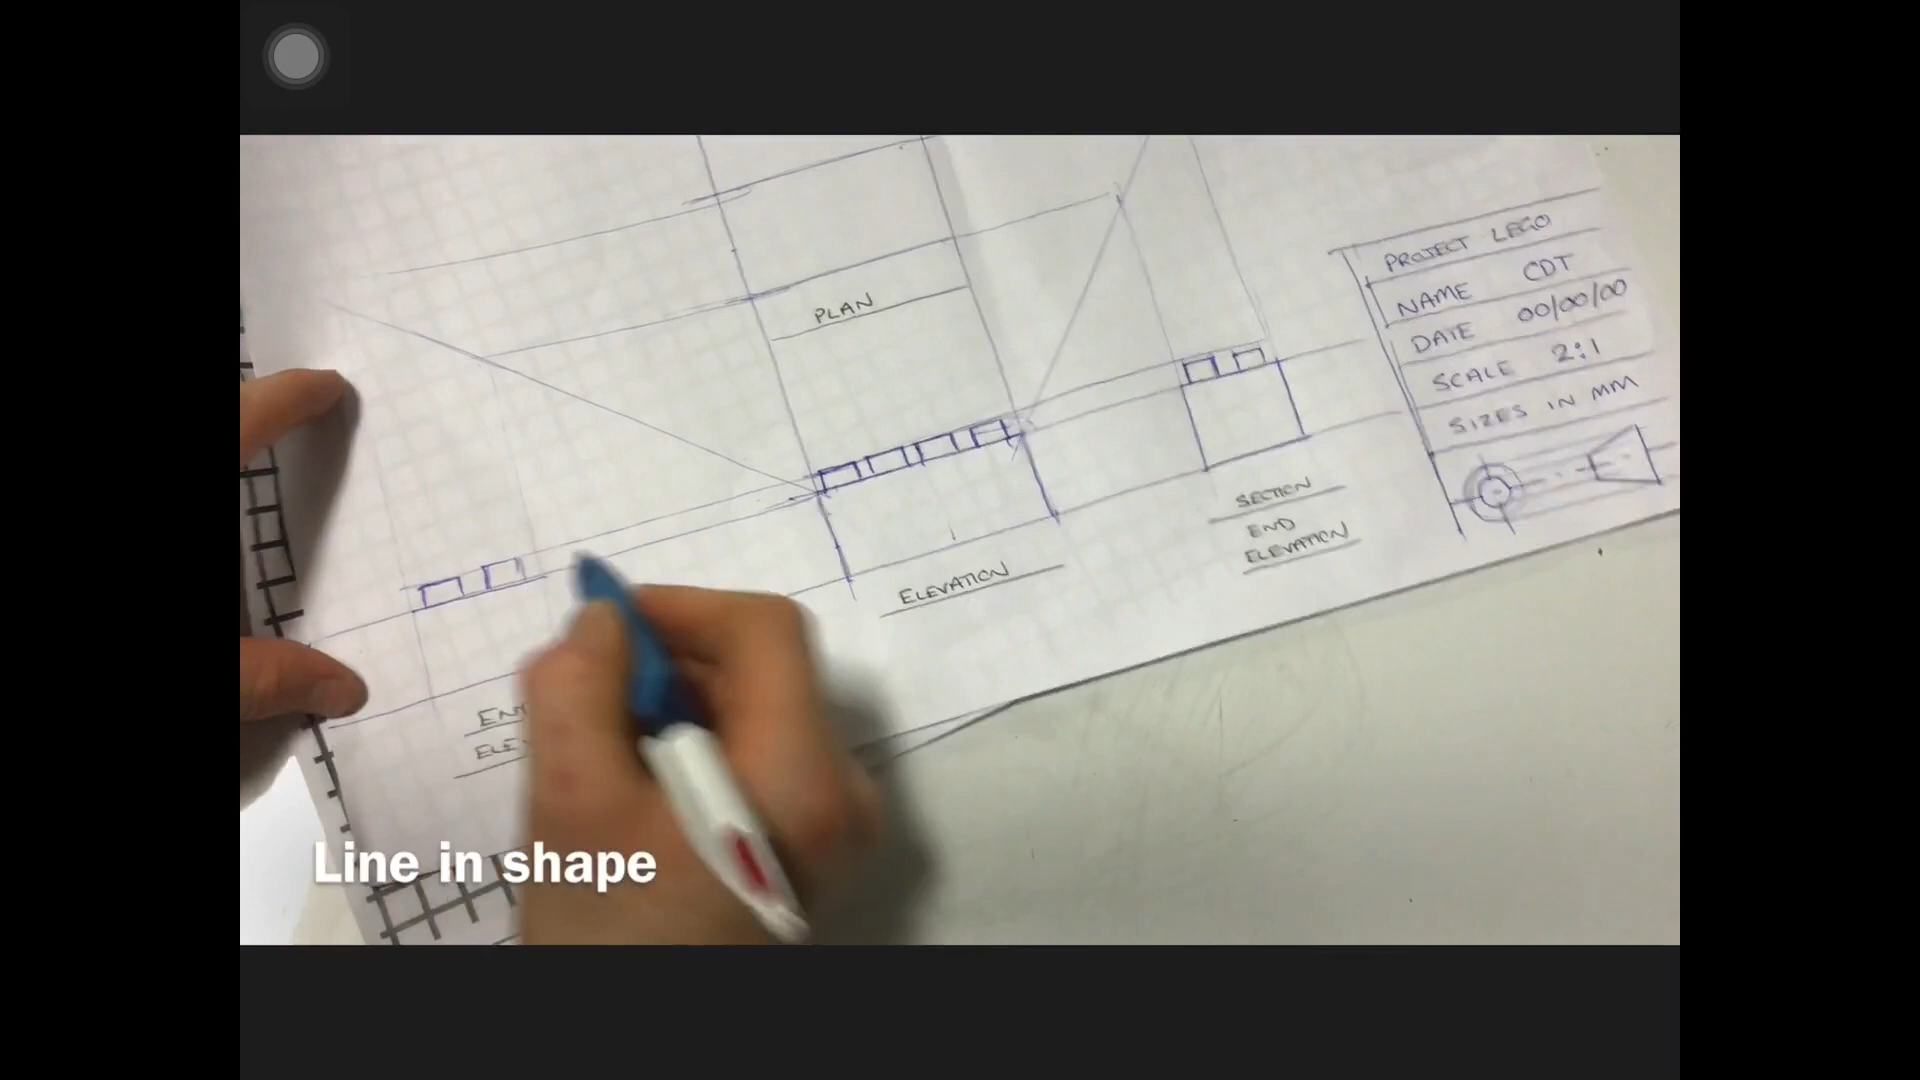 PROJECT LEGO
NAME CDT
DATE 00/00/00
SCALE 2:1
SIZES IN MM
PLAN
SECTION
END
ELEVATION
ELEVATION
Line in shape